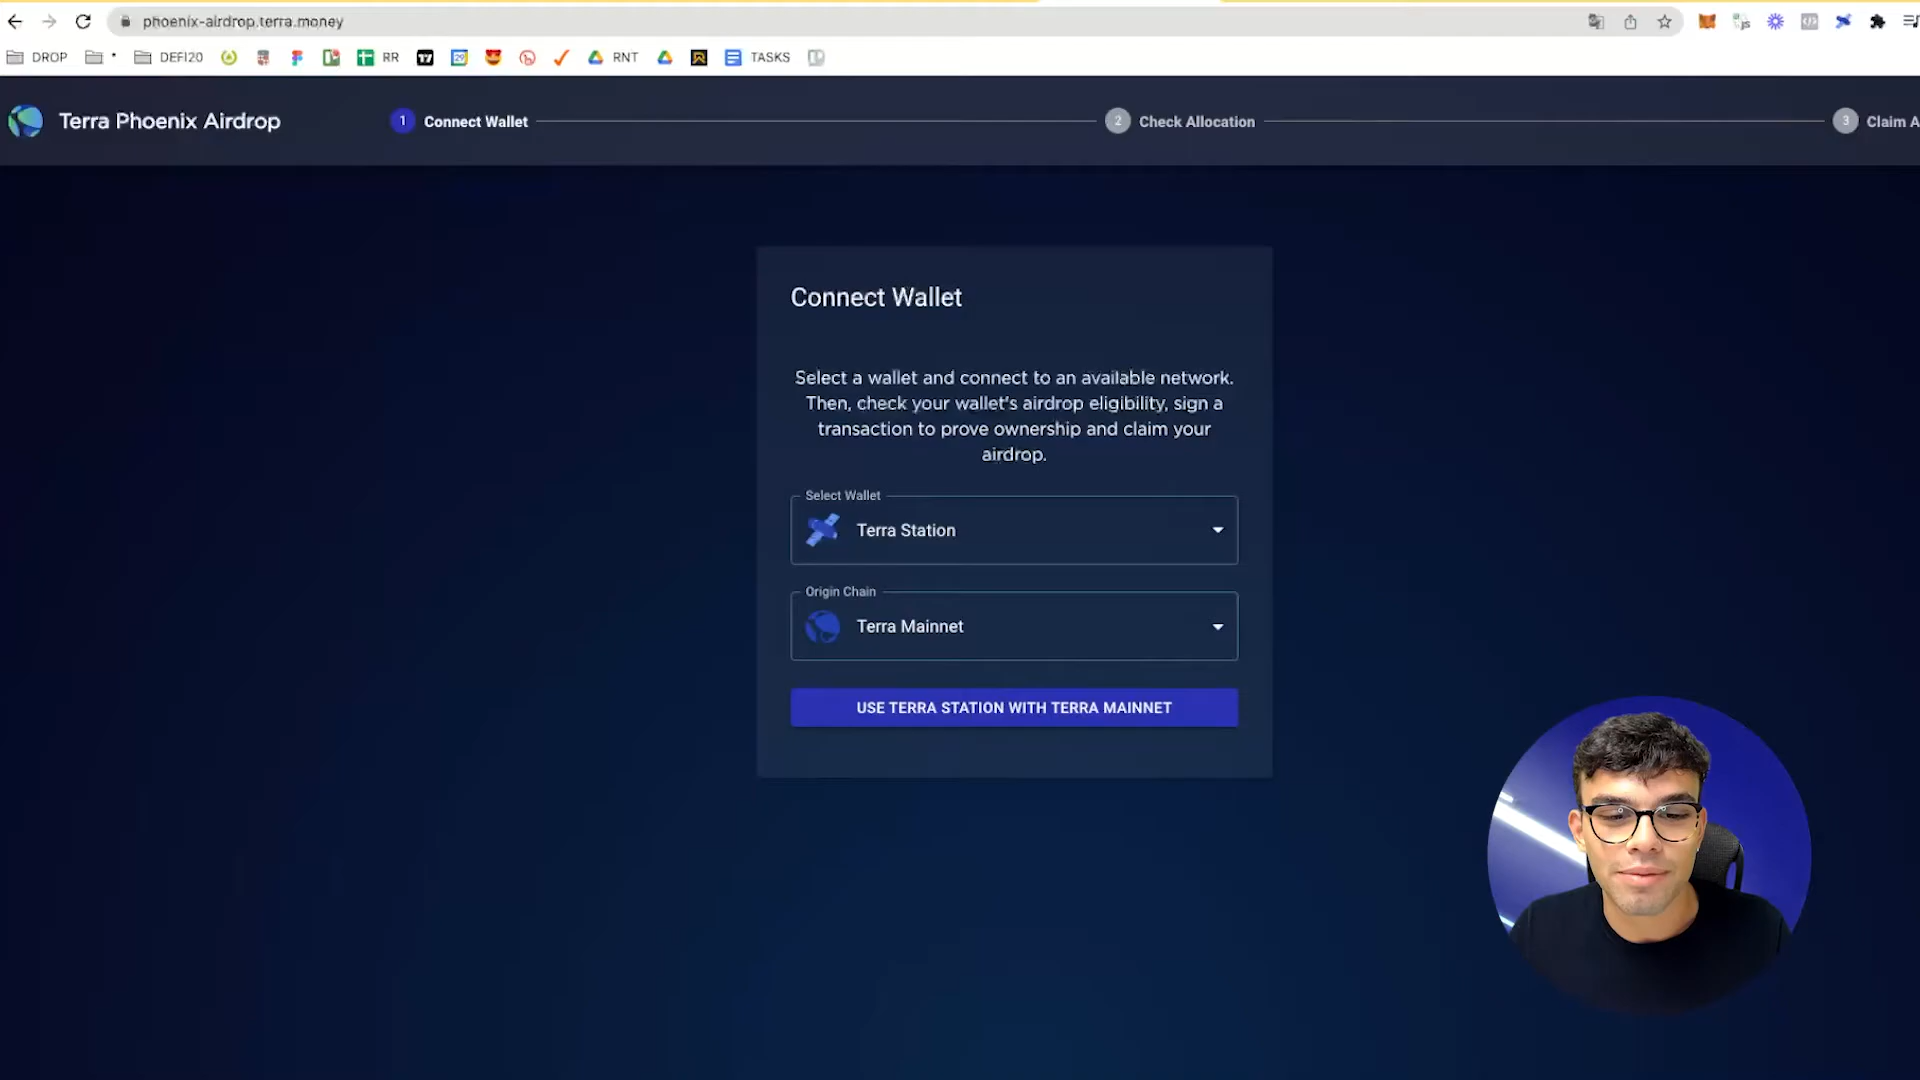 phoenix-airdrop.terra.money
DROP
DEFI20
RR
RNT
TASKS
Terra Phoenix Airdrop
1 Connect Wallet
2 Check Allocation
3 Claim A
Connect Wallet
Select a wallet and connect to an available network.
Then, check your wallet's airdrop eligibility, sign a
transaction to prove ownership and claim your
airdrop.
Select Wallet
Terra Station
Origin Chain
Terra Mainnet
USE TERRA STATION WITH TERRA MAINNET